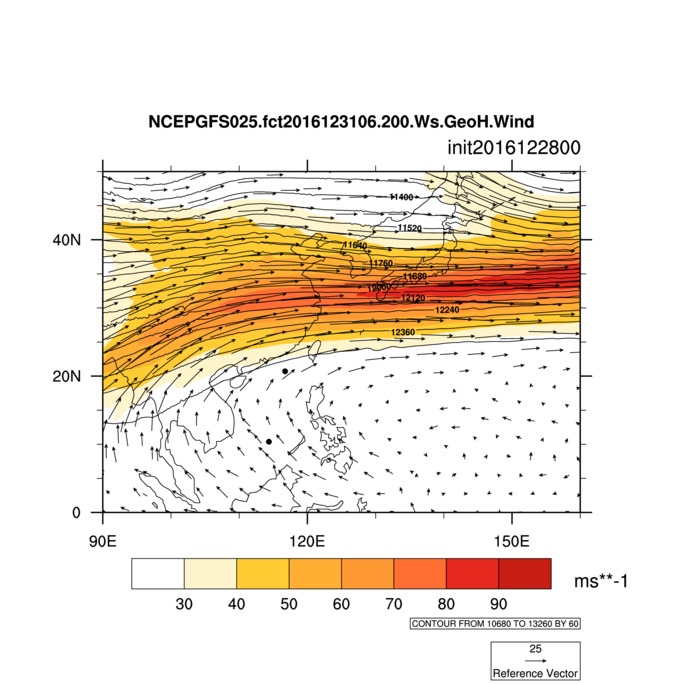 NCEPGFS025.fct2016123106.200.Ws.GeoH.Wind
init2016122800
11400
11520
40N
11640
11760
11880
12000
12120
12240
12360
20N
0
90E 120E 150E
ms**-1
30 40 50 60 70 80 90
CONTOUR FROM 10680 TO 13260 BY 60
25
Reference Vector